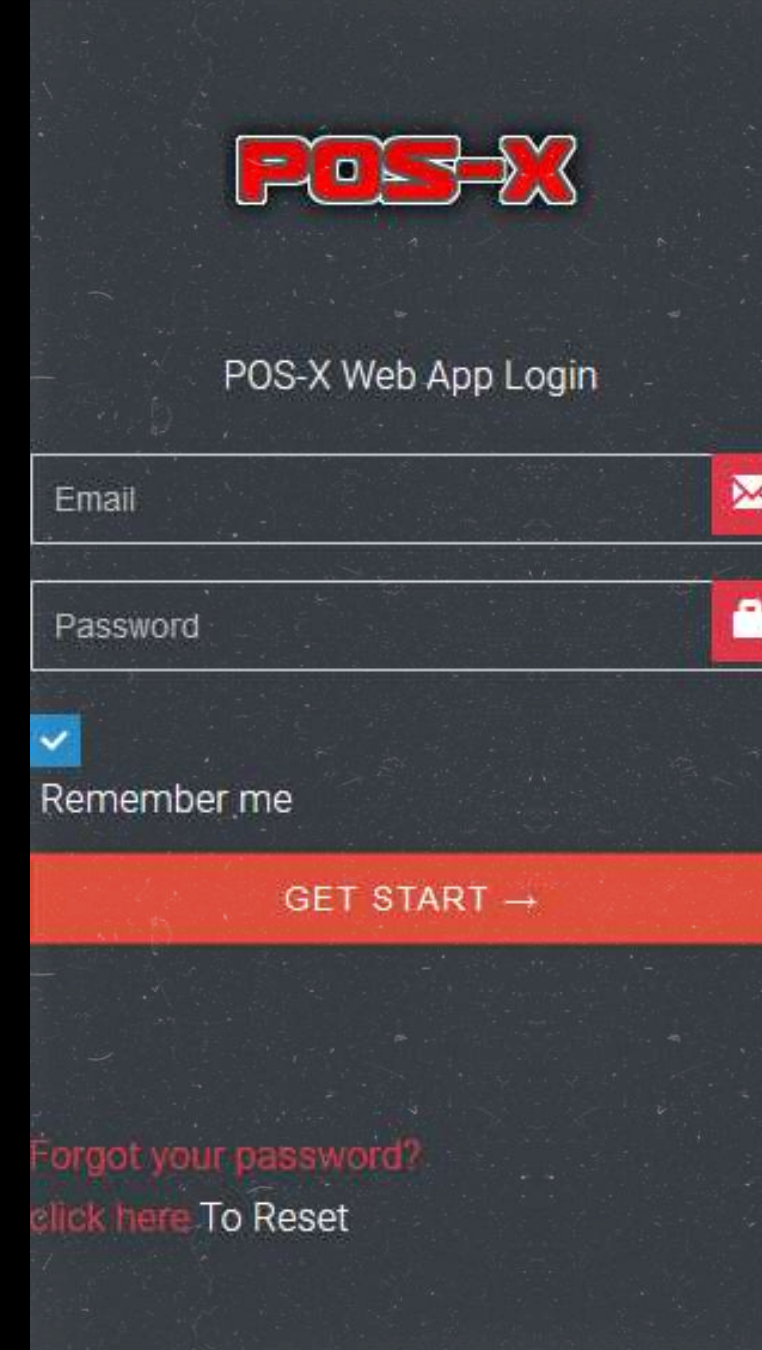 POS-X
POS-X Web App Login
Email
Password
Remember me
GET START →
Forgot your password?
click here To Reset